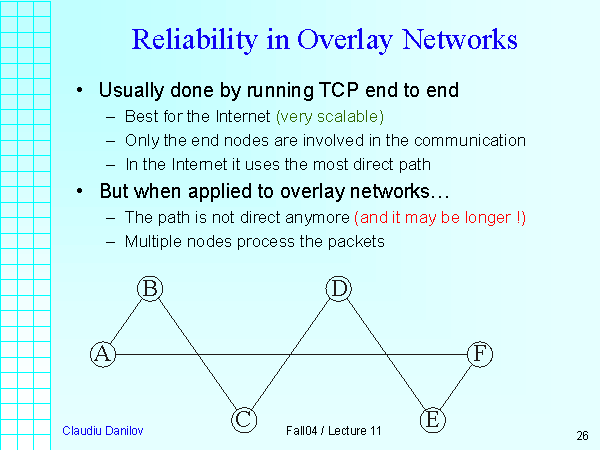 Reliability in Overlay Networks
• Usually done by running TCP end to end
– Best for the Internet (very scalable)
– Only the end nodes are involved in the communication
– In the Internet it uses the most direct path
• But when applied to overlay networks…
– The path is not direct anymore (and it may be longer !)
– Multiple nodes process the packets
B D
A F
C E
Claudiu Danilov Fall04 / Lecture 11 26